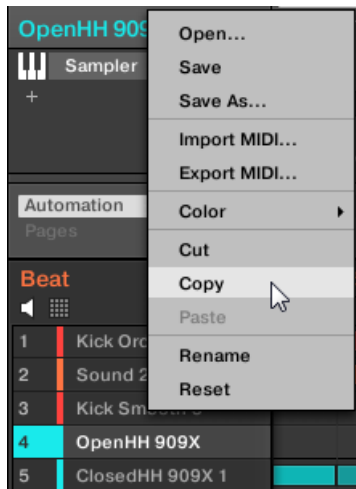 OpenHH 909
Sampler
+
Automation
Pages
Beat
1 Kick Orc
2 Sound 2
3 Kick Sm
4 OpenHH 909X
5 ClosedHH 909X 1
Open...
Save
Save As...
Import MIDI...
Export MIDI...
Color
Cut
Copy
Paste
Rename
Reset